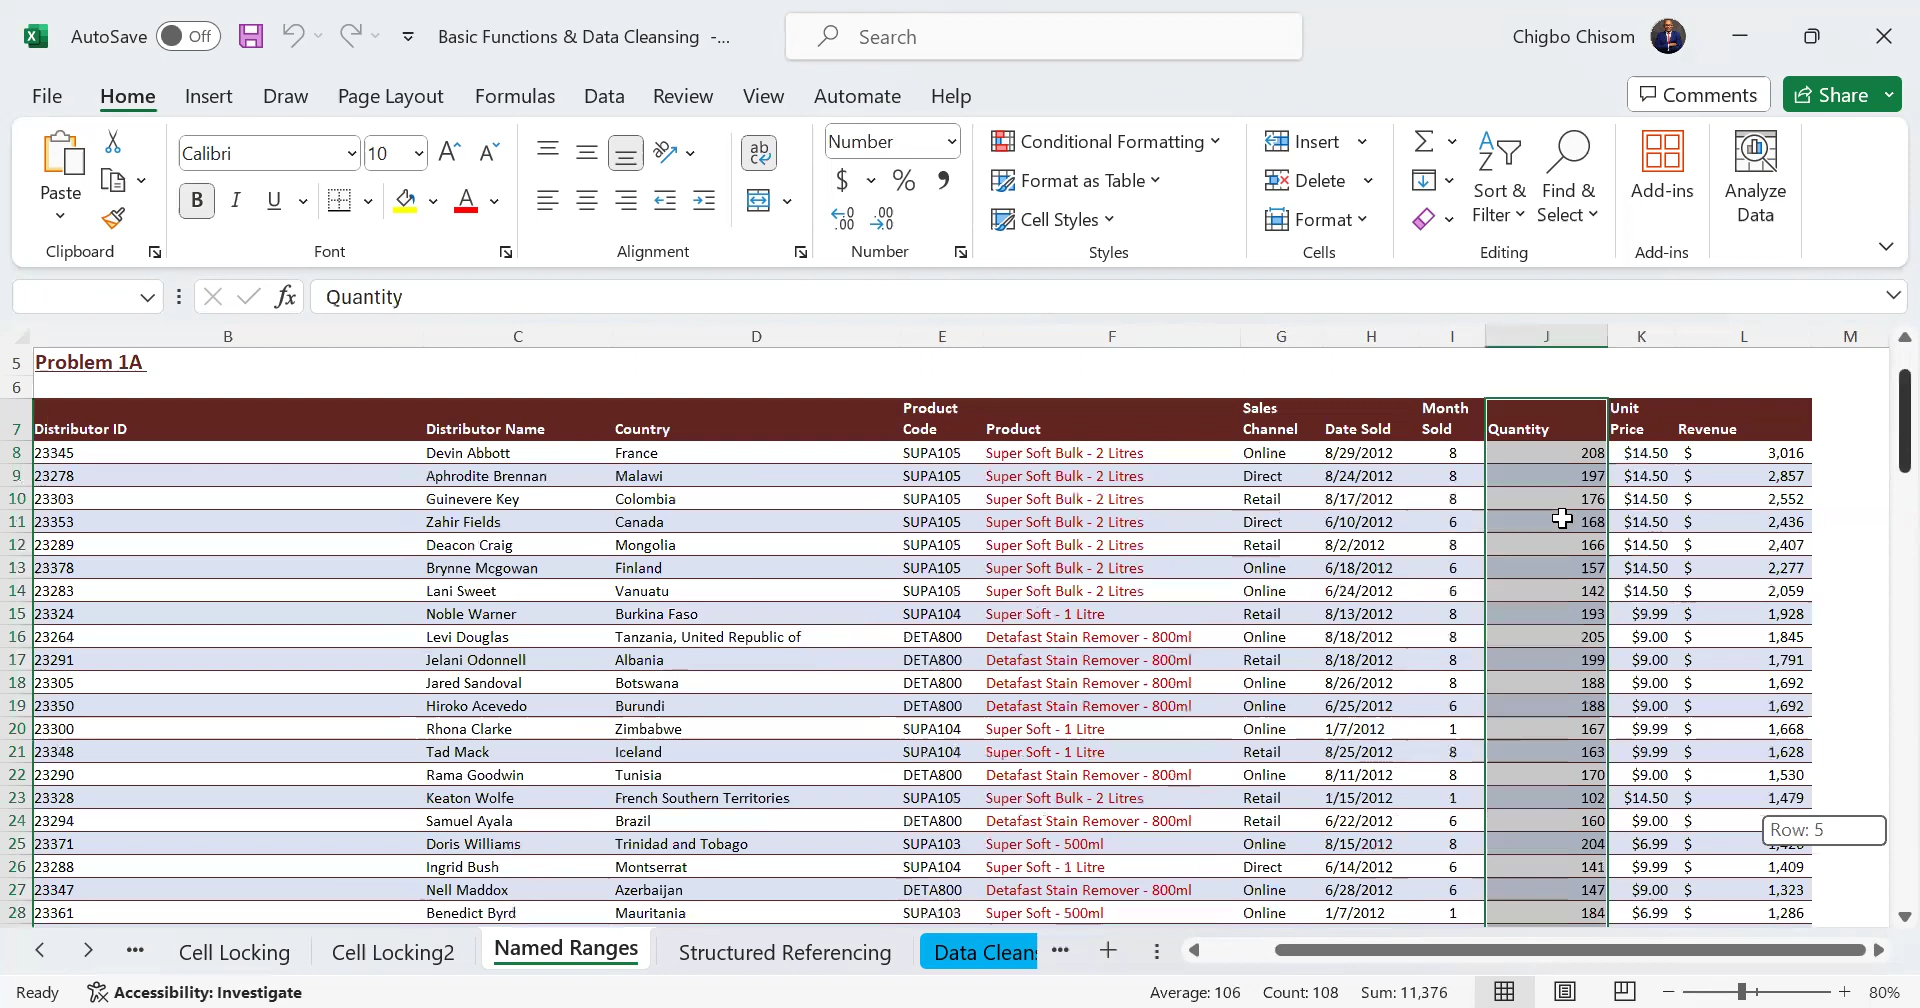 AutoSave Off Basic Functions & Data Cleansing -... Search Chigbo Chisom
File Home Insert Draw Page Layout Formulas Data Review View Automate Help Comments Share
Paste
Clipboard
Calibri 10
B I U
Font
ab
Alignment
Number
$ % ,
Number
Conditional Formatting
Format as Table
Cell Styles
Styles
Insert
Delete
Format
Cells
Sort & Filter
Find & Select
Editing
Add-ins
Add-ins
Analyze Data
fx Quantity
B C D E F G H I J K L M
5 Problem 1A
6
7 Distributor ID Distributor Name Country Product Code Product Sales Channel Date Sold Month Sold Quantity Unit Price Revenue
8 23345 Devin Abbott France SUPA105 Super Soft Bulk - 2 Litres Online 8/29/2012 8 208 $14.50 $ 3,016
9 23278 Aphrodite Brennan Malawi SUPA105 Super Soft Bulk - 2 Litres Direct 8/24/2012 8 197 $14.50 $ 2,857
10 23303 Guinevere Key Colombia SUPA105 Super Soft Bulk - 2 Litres Retail 8/17/2012 8 176 $14.50 $ 2,552
11 23353 Zahir Fields Canada SUPA105 Super Soft Bulk - 2 Litres Direct 6/10/2012 6 168 $14.50 $ 2,436
12 23289 Deacon Craig Mongolia SUPA105 Super Soft Bulk - 2 Litres Retail 8/2/2012 8 166 $14.50 $ 2,407
13 23378 Brynne Mcgowan Finland SUPA105 Super Soft Bulk - 2 Litres Online 6/18/2012 6 157 $14.50 $ 2,277
14 23283 Lani Sweet Vanuatu SUPA105 Super Soft Bulk - 2 Litres Online 6/24/2012 6 142 $14.50 $ 2,059
15 23324 Noble Warner Burkina Faso SUPA104 Super Soft - 1 Litre Retail 8/13/2012 8 193 $9.99 $ 1,928
16 23264 Levi Douglas Tanzania, United Republic of DETA800 Detafast Stain Remover - 800ml Online 8/18/2012 8 205 $9.00 $ 1,845
17 23291 Jelani Odonnell Albania DETA800 Detafast Stain Remover - 800ml Retail 8/18/2012 8 199 $9.00 $ 1,791
18 23305 Jared Sandoval Botswana DETA800 Detafast Stain Remover - 800ml Online 8/26/2012 8 188 $9.00 $ 1,692
19 23350 Hiroko Acevedo Burundi DETA800 Detafast Stain Remover - 800ml Online 6/25/2012 6 188 $9.00 $ 1,692
20 23300 Rhona Clarke Zimbabwe SUPA104 Super Soft - 1 Litre Online 1/7/2012 1 167 $9.99 $ 1,668
21 23348 Tad Mack Iceland SUPA104 Super Soft - 1 Litre Retail 8/25/2012 8 163 $9.99 $ 1,628
22 23290 Rama Goodwin Tunisia DETA800 Detafast Stain Remover - 800ml Online 8/11/2012 8 170 $9.00 $ 1,530
23 23328 Keaton Wolfe French Southern Territories SUPA105 Super Soft Bulk - 2 Litres Retail 1/15/2012 1 102 $14.50 $ 1,479
24 23294 Samuel Ayala Brazil DETA800 Detafast Stain Remover - 800ml Retail 6/22/2012 6 160 $9.00 $ Row: 5
25 23371 Doris Williams Trinidad and Tobago SUPA103 Super Soft - 500ml Online 8/15/2012 8 204 $6.99 $
26 23288 Ingrid Bush Montserrat SUPA104 Super Soft - 1 Litre Direct 6/14/2012 6 141 $9.99 $ 1,409
27 23347 Nell Maddox Azerbaijan DETA800 Detafast Stain Remover - 800ml Online 6/28/2012 6 147 $9.00 $ 1,323
28 23361 Benedict Byrd Mauritania SUPA103 Super Soft - 500ml Online 1/7/2012 1 184 $6.99 $ 1,286
Cell Locking Cell Locking2 Named Ranges Structured Referencing Data Cleans
Ready Accessibility: Investigate Average: 106 Count: 108 Sum: 11,376 80%